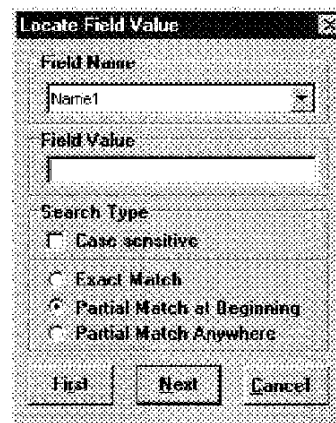 Locate Field Value
Field Name
Name1
Field Value
Search Type
Case sensitive
Exact Match
Partial Match at Beginning
Partial Match Anywhere
First Next Cancel